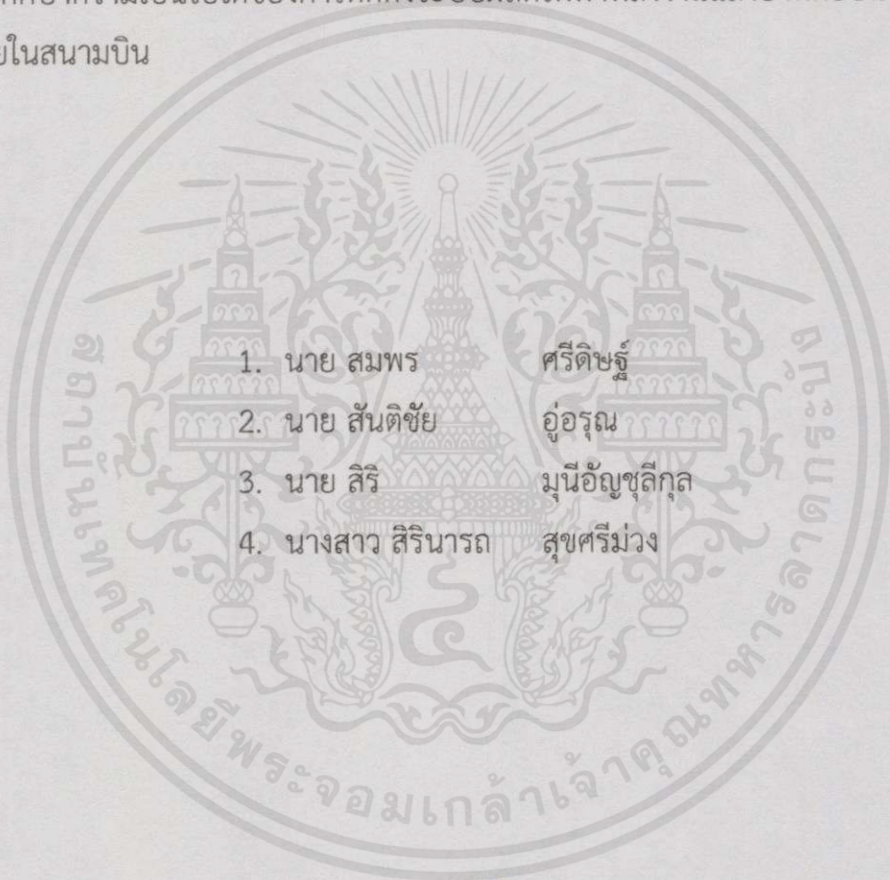 ยในสนามบิน
1. นาย สมพร ศรีดิษฐ์
2. นาย สันติชัย อู่อรุณ
3. นาย สิริ มุนีอัญชุลีกุล
4. นางสาว สิรินารถ สุขศรีม่วง
สถาบันเทคโนโลยีพระจอมเกล้าเจ้าคุณทหารลาดกระบัง